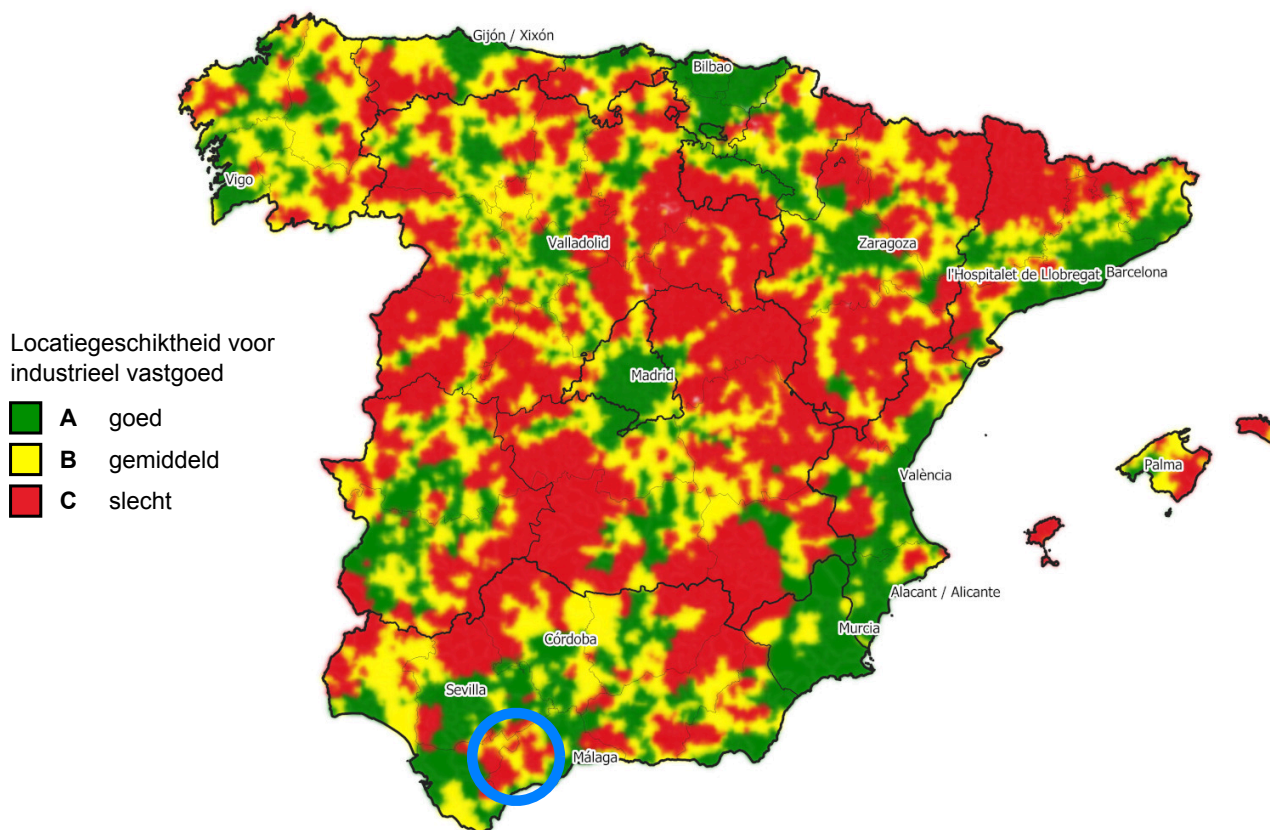 Gijón / Xixón
Bilbao
Vigo
Valladolid
Zaragoza
l'Hospitalet de Llobregat
Barcelona
Madrid
Locatiegeschiktheid voor
industrieel vastgoed
A goed
B gemiddeld
C slecht
València
Palma
Alacant / Alicante
Murcia
Córdoba
Sevilla
Málaga